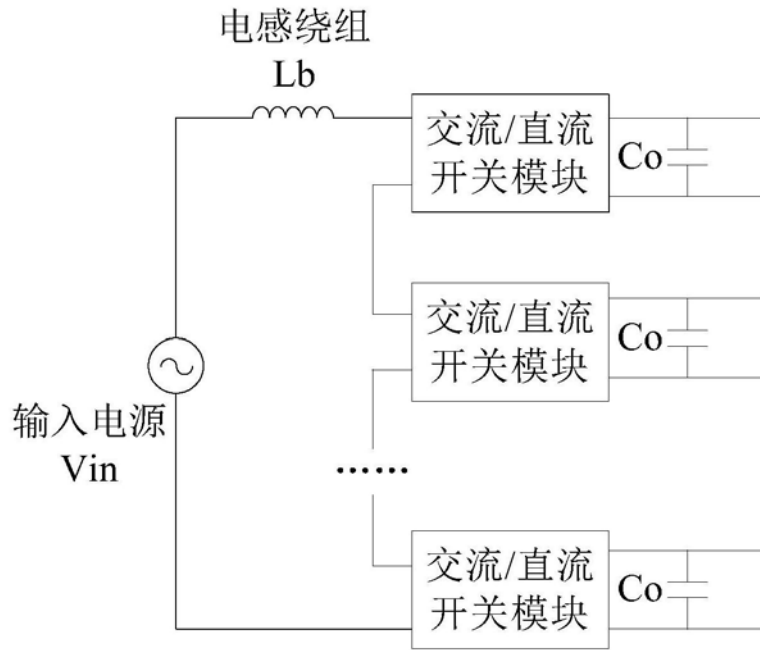 电感绕组
Lb
交流/直流
开关模块
Co
交流/直流
开关模块
Co
输入电源
Vin
……
交流/直流
开关模块
Co